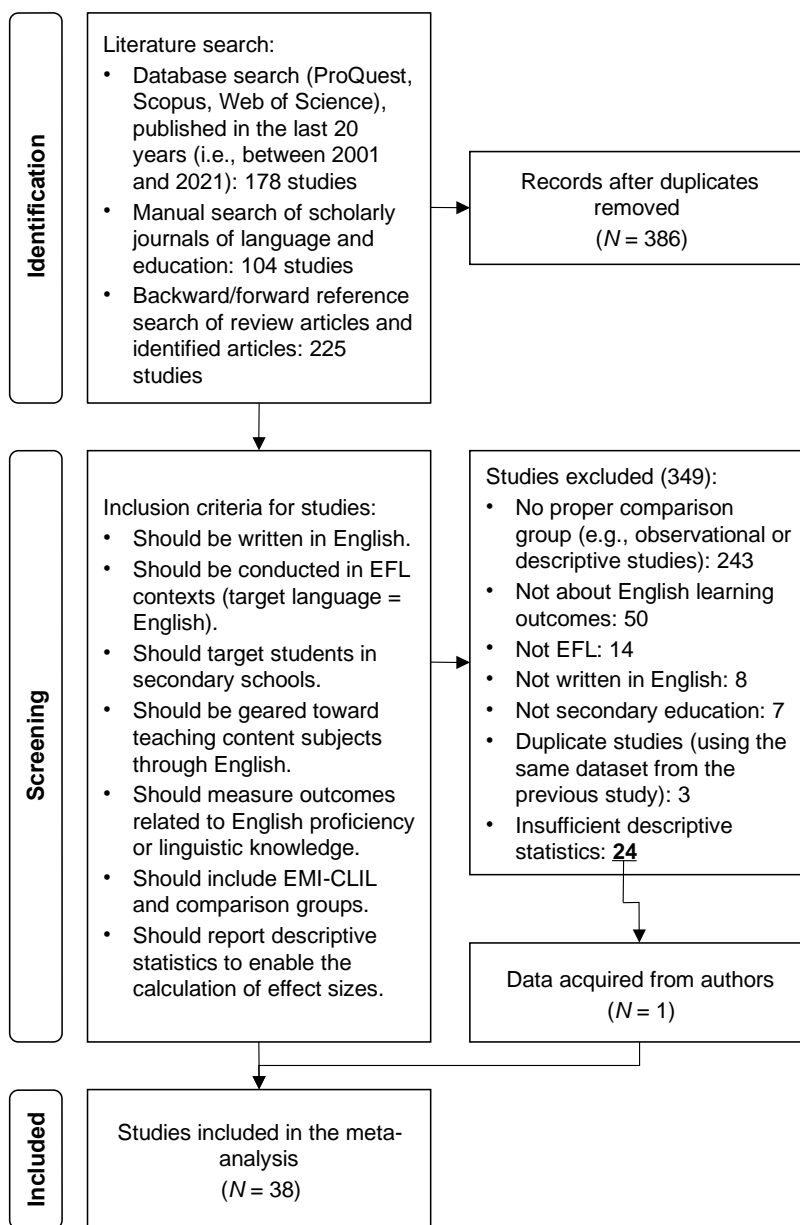 Identification
Literature search:
• Database search (ProQuest,
Scopus, Web of Science),
published in the last 20
years (i.e., between 2001
and 2021): 178 studies
• Manual search of scholarly
journals of language and
education: 104 studies
• Backward/forward reference
search of review articles and
identified articles: 225
studies
Records after duplicates
removed
(N = 386)
Screening
Inclusion criteria for studies:
• Should be written in English.
• Should be conducted in EFL
contexts (target language =
English).
• Should target students in
secondary schools.
• Should be geared toward
teaching content subjects
through English.
• Should measure outcomes
related to English proficiency
or linguistic knowledge.
• Should include EMI-CLIL
and comparison groups.
• Should report descriptive
statistics to enable the
calculation of effect sizes.
Studies excluded (349):
• No proper comparison
group (e.g., observational or
descriptive studies): 243
• Not about English learning
outcomes: 50
• Not EFL: 14
• Not written in English: 8
• Not secondary education: 7
• Duplicate studies (using the
same dataset from the
previous study): 3
• Insufficient descriptive
statistics: 24
Data acquired from authors
(N = 1)
Included
Studies included in the meta-
analysis
(N = 38)